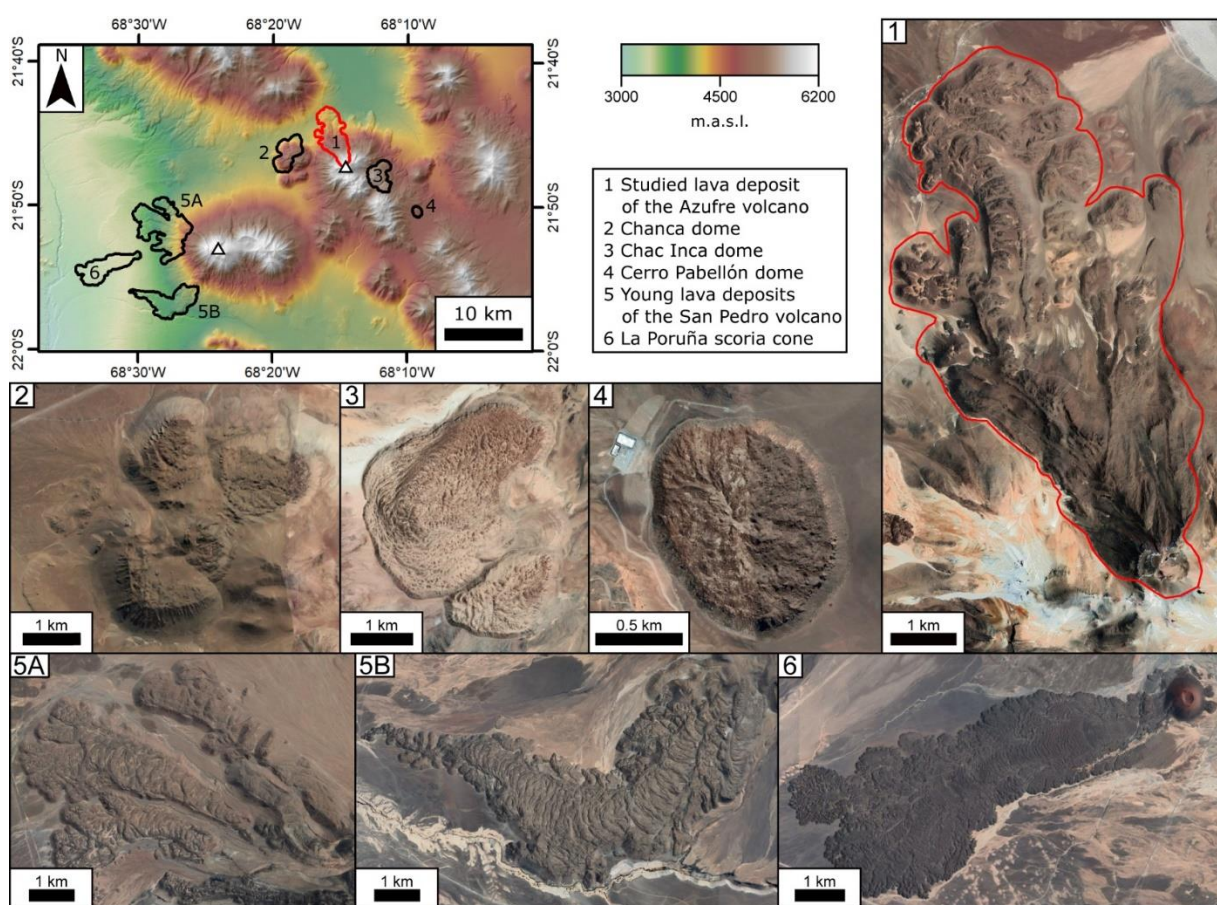 68°30'W
68°20'W
68°10'W
21°40'S
21°40'S
N
1
2
3
4
5A
6
5B
21°50'S
21°50'S
22°0'S
22°0'S
10 km
68°30'W
68°20'W
68°10'W
3000
4500
6200
m.a.s.l.
1 Studied lava deposit
of the Azufre volcano
2 Chanca dome
3 Chac Inca dome
4 Cerro Pabellón dome
5 Young lava deposits
of the San Pedro volcano
6 La Poruña scoria cone
1
1 km
2
1 km
3
1 km
4
0.5 km
5A
1 km
5B
1 km
6
1 km